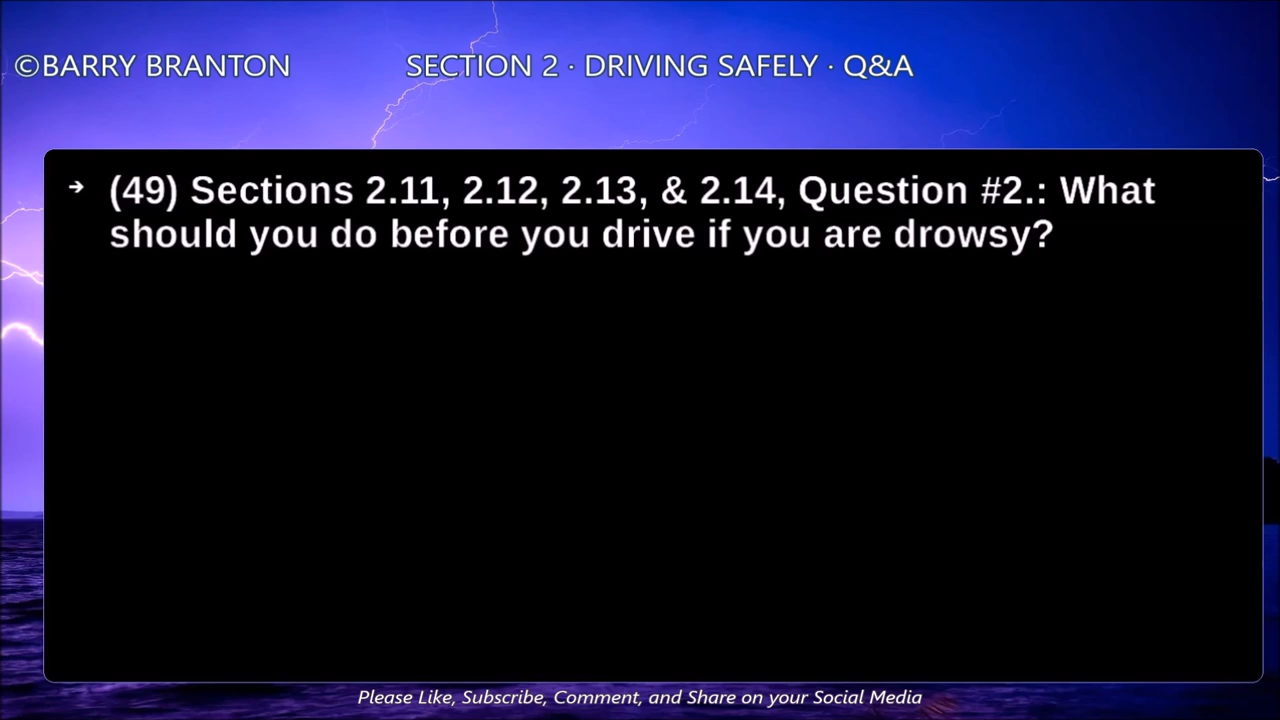 ©BARRY BRANTON
SECTION 2 · DRIVING SAFELY · Q&A
➔ (49) Sections 2.11, 2.12, 2.13, & 2.14, Question #2.: What
should you do before you drive if you are drowsy?
Please Like, Subscribe, Comment, and Share on your Social Media